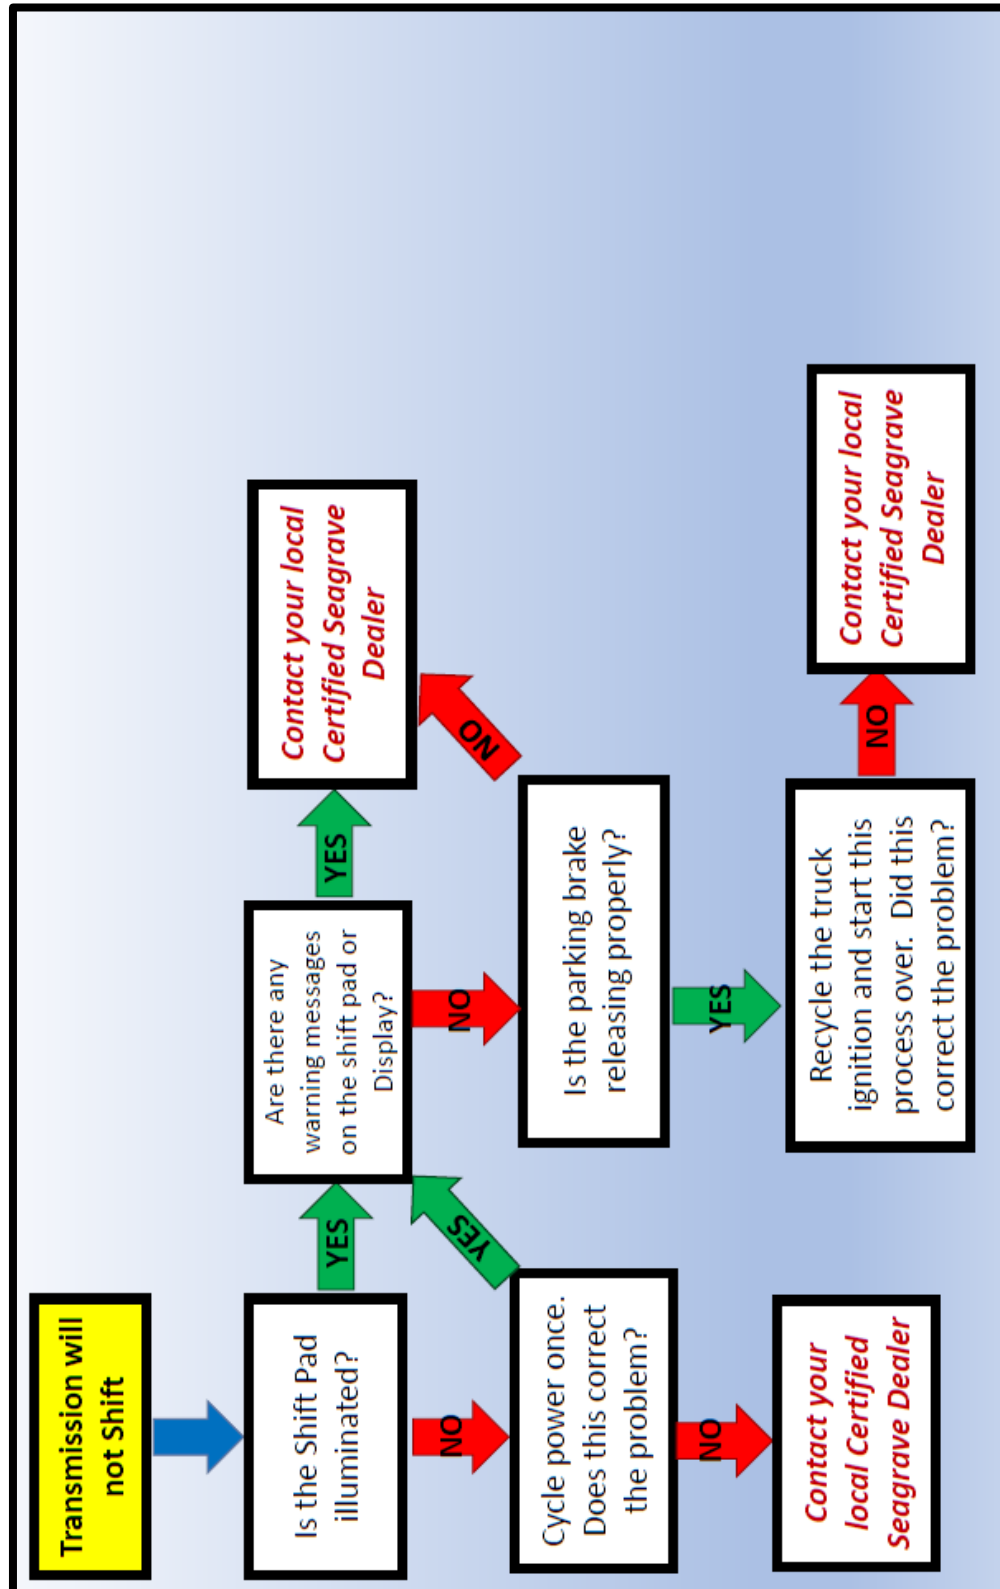 Transmission will
not Shift
Is the Shift Pad
illuminated?
YES
Are there any
warning messages
on the shift pad or
Display?
YES
Contact your local
Certified Seagrave
Dealer
NO
Cycle power once.
Does this correct
the problem?
YES
NO
Is the parking brake
releasing properly?
NO
NO
Contact your
local Certified
Seagrave Dealer
YES
Recycle the truck
ignition and start this
process over.  Did this
correct the problem?
NO
Contact your local
Certified Seagrave
Dealer